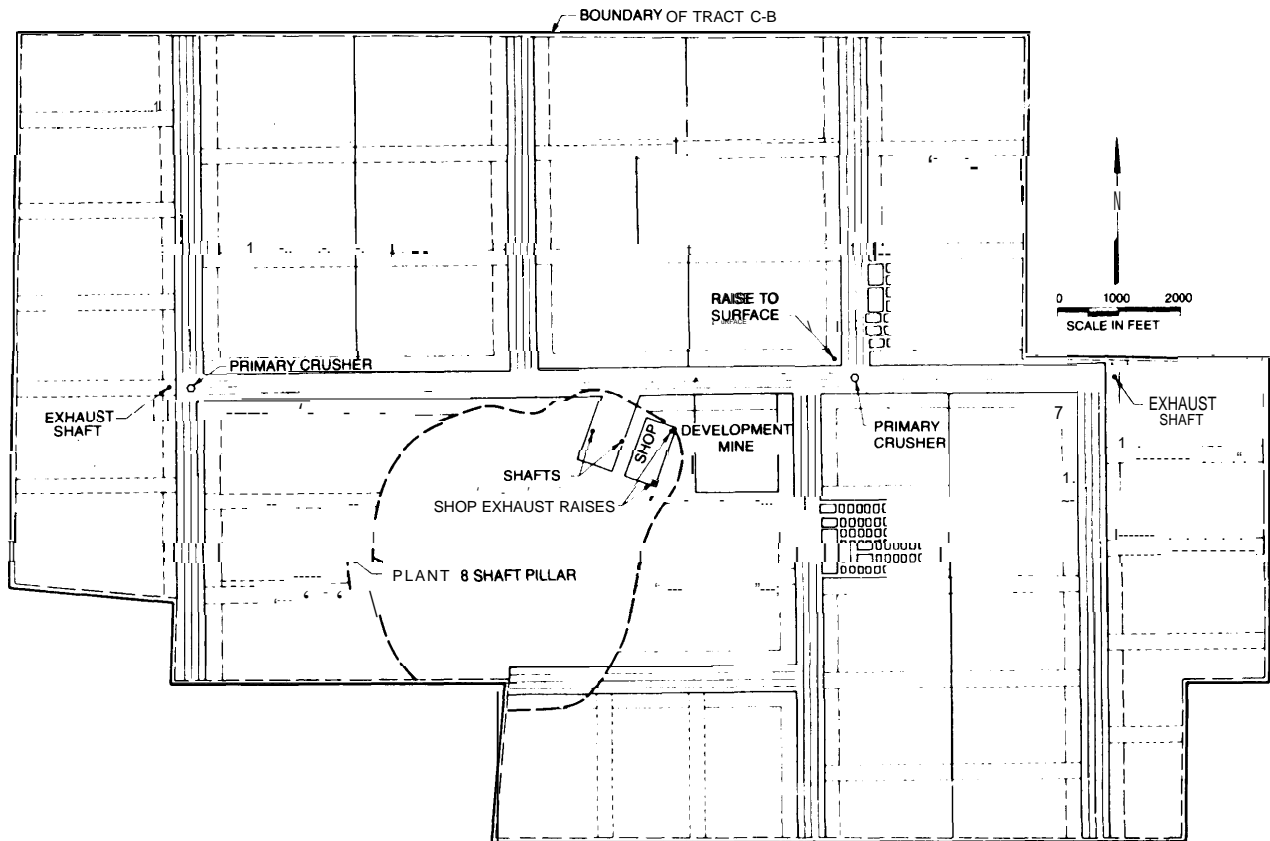 BOUNDARY OF TRACT C-B
N
0 1000 2000
SCALE IN FEET
RAISE TO
SURFACE
PRIMARY CRUSHER
EXHAUST
SHAFT
EXHAUST
SHAFT
PRIMARY
CRUSHER
DEVELOPMENT
MINE
SHOP
SHAFTS
SHOP EXHAUST RAISES
PLANT 8 SHAFT PILLAR